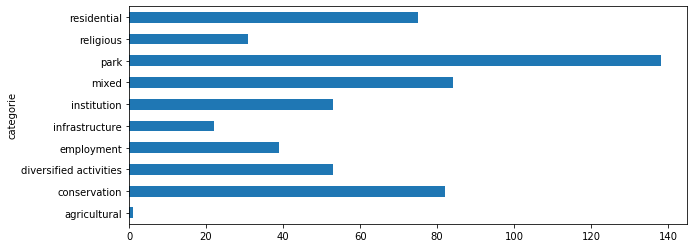 residential
religious
park
mixed
institution
infrastructure
employment
diversified activities
conservation
agricultural
categorie
0 20 40 60 80 100 120 140